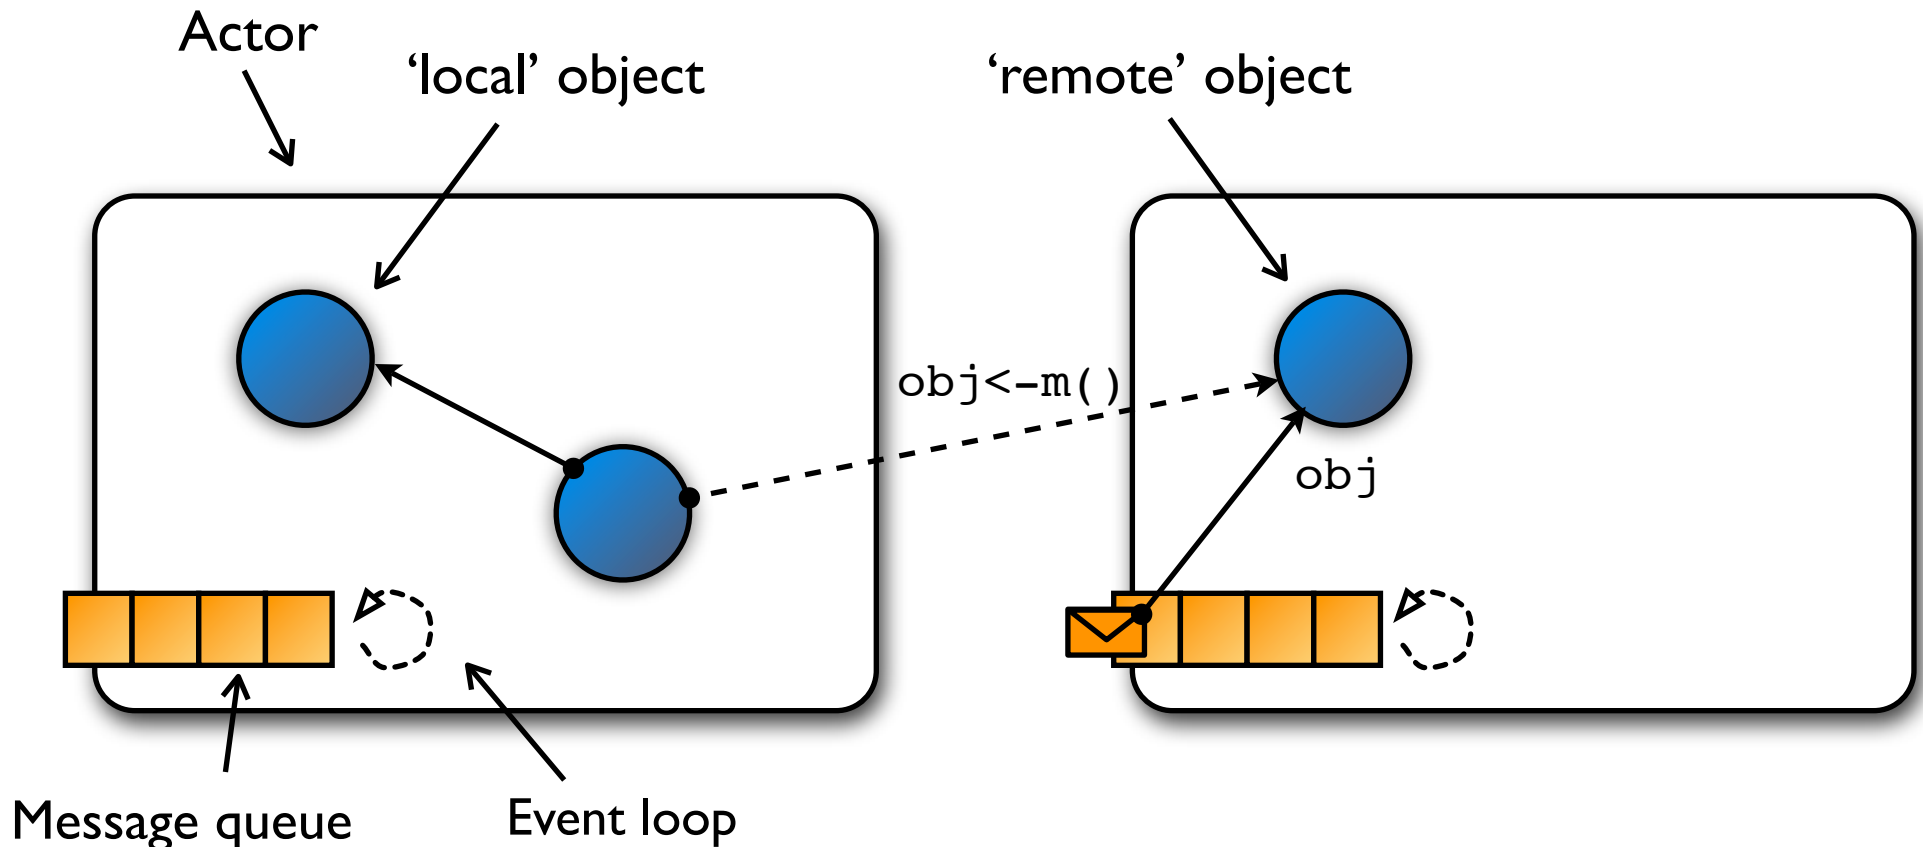 Actor
‘local’ object
‘remote’ object
obj<-m()
obj
Message queue
Event loop